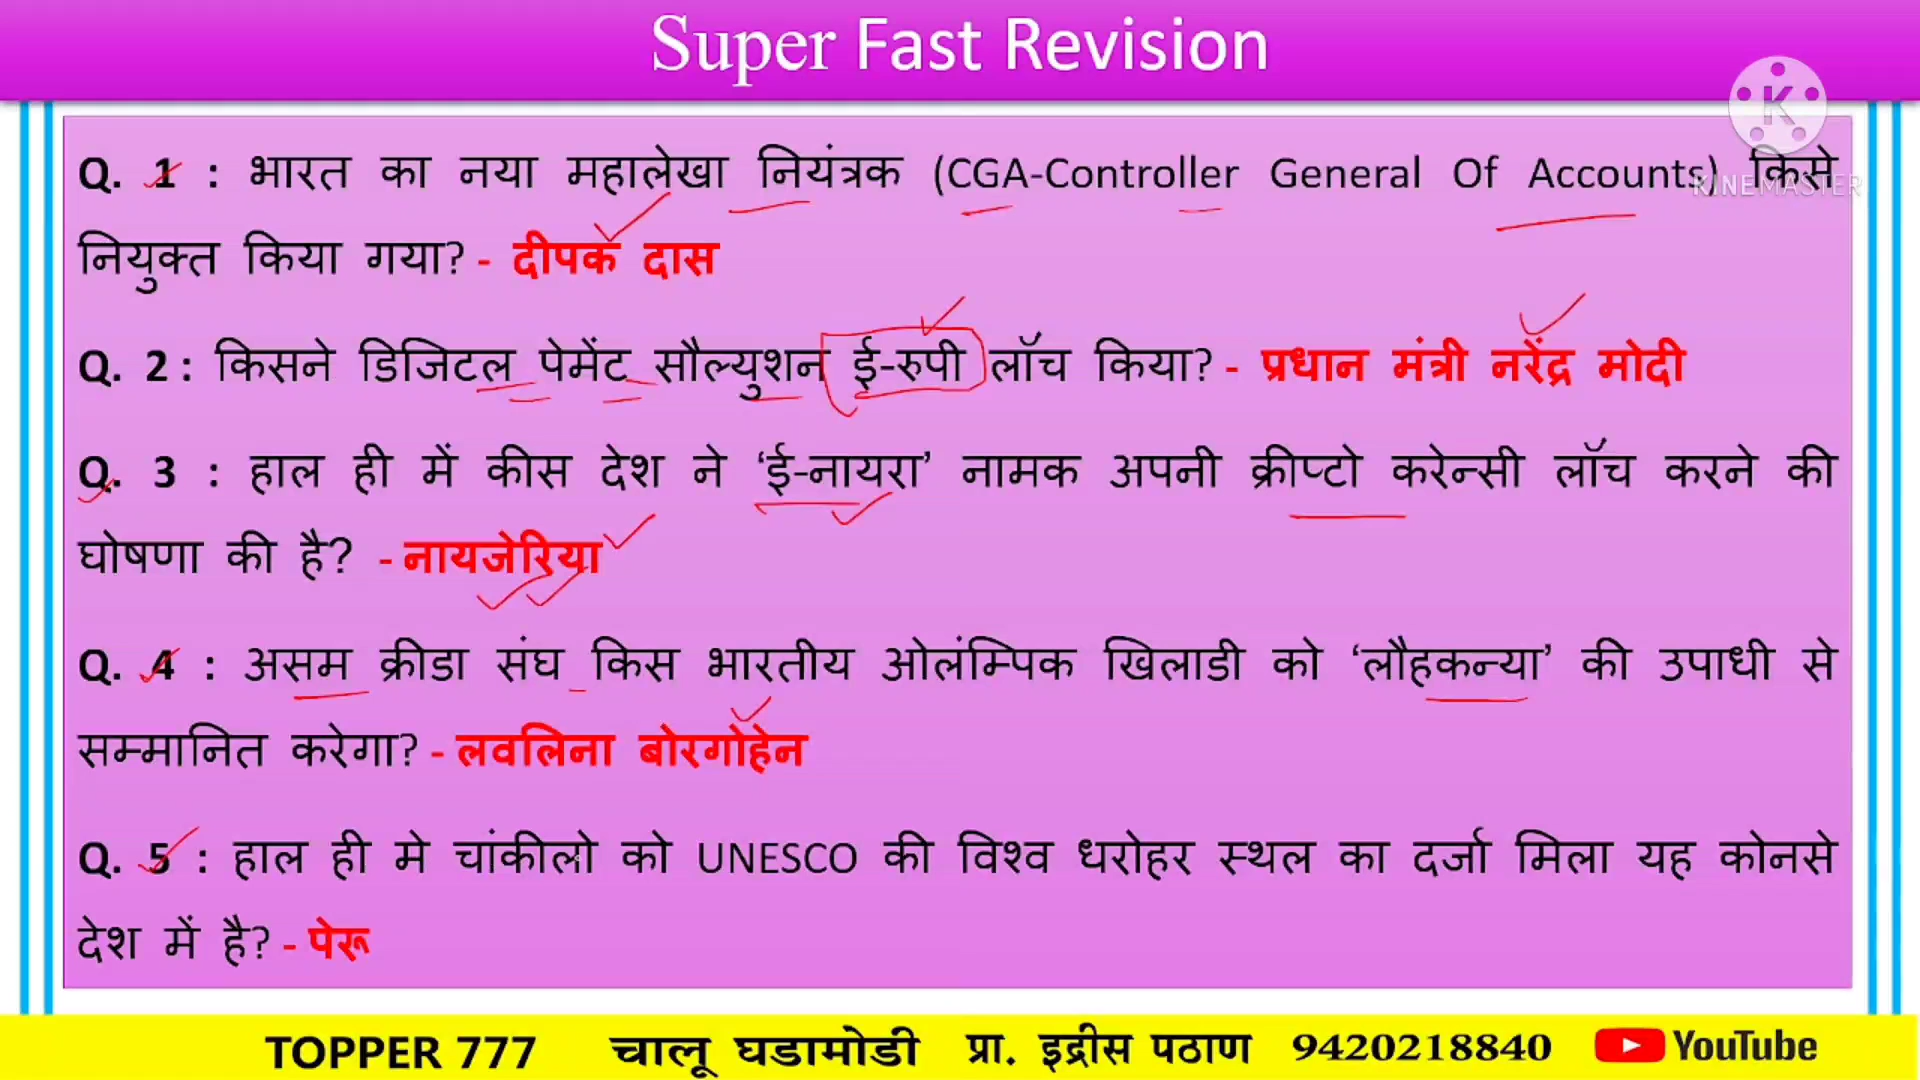 Super Fast Revision
KINEMASTER
Q. 1 : भारत का नया महालेखा नियंत्रक (CGA-Controller General Of Accounts) किसे
नियुक्त किया गया? - दीपक दास
Q. 2 : किसने डिजिटल पेमेंट सौल्युशन ई-रुपी लॉंच किया? - प्रधान मंत्री नरेंद्र मोदी
Q. 3 : हाल ही में कीस देश ने ‘ई-नायरा’ नामक अपनी क्रीप्टो करेन्सी लॉंच करने की
घोषणा की है? - नायजेरिया
Q. 4 : असम क्रीडा संघ किस भारतीय ओलंम्पिक खिलाडी को ‘लौहकन्या’ की उपाधी से
सम्मानित करेगा? - लवलिना बोरगोहेन
Q. 5 : हाल ही मे चांकीलो को UNESCO की विश्व धरोहर स्थल का दर्जा मिला यह कोनसे
देश में है? - पेरू
TOPPER 777 चालू घडामोडी प्रा. इद्रीस पठाण 9420218840 YouTube